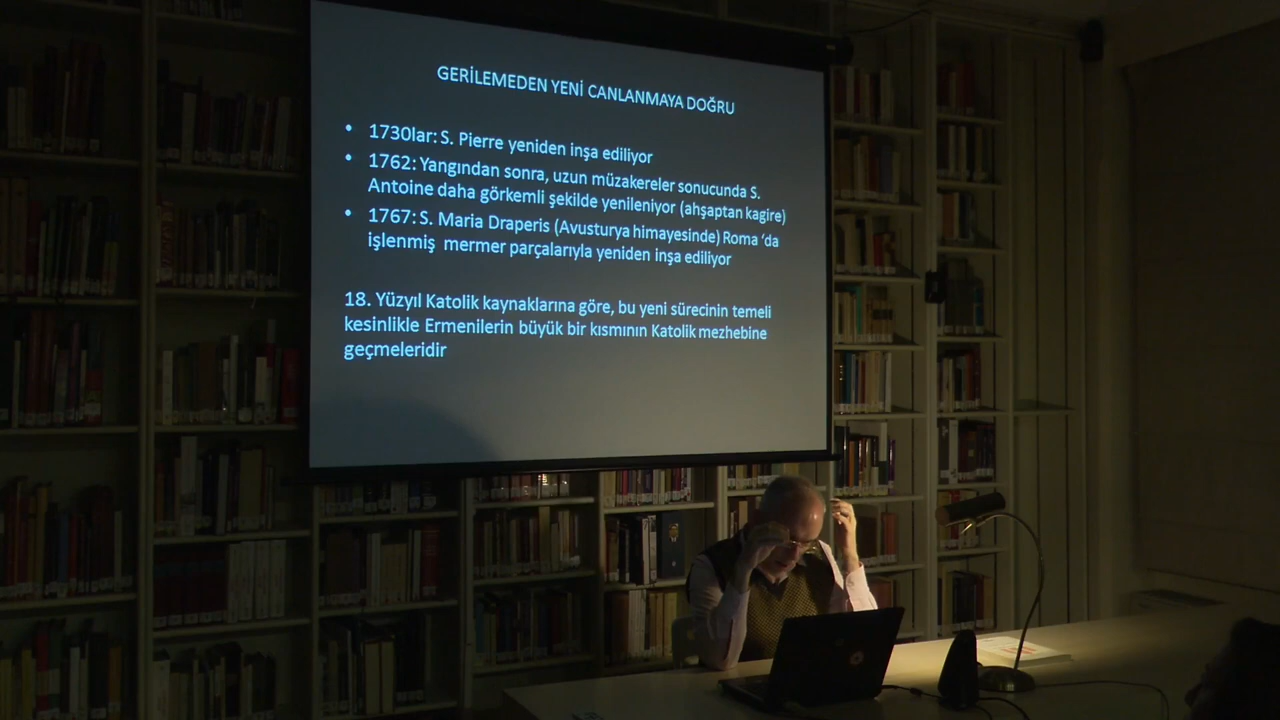 GERİLEMEDEN YENİ CANLANMAYA DOĞRU
• 1730lar: S. Pierre yeniden inşa ediliyor
• 1762: Yangından sonra, uzun müzakereler sonucunda S.
Antoine daha görkemli şekilde yenileniyor (ahşaptan kagire)
• 1767: S. Maria Draperis (Avusturya himayesinde) Roma ‘da
işlenmiş mermer parçalarıyla yeniden inşa ediliyor
18. Yüzyıl Katolik kaynaklarına göre, bu yeni sürecinin temeli
kesinlikle Ermenilerin büyük bir kısmının Katolik mezhebine
geçmeleridir